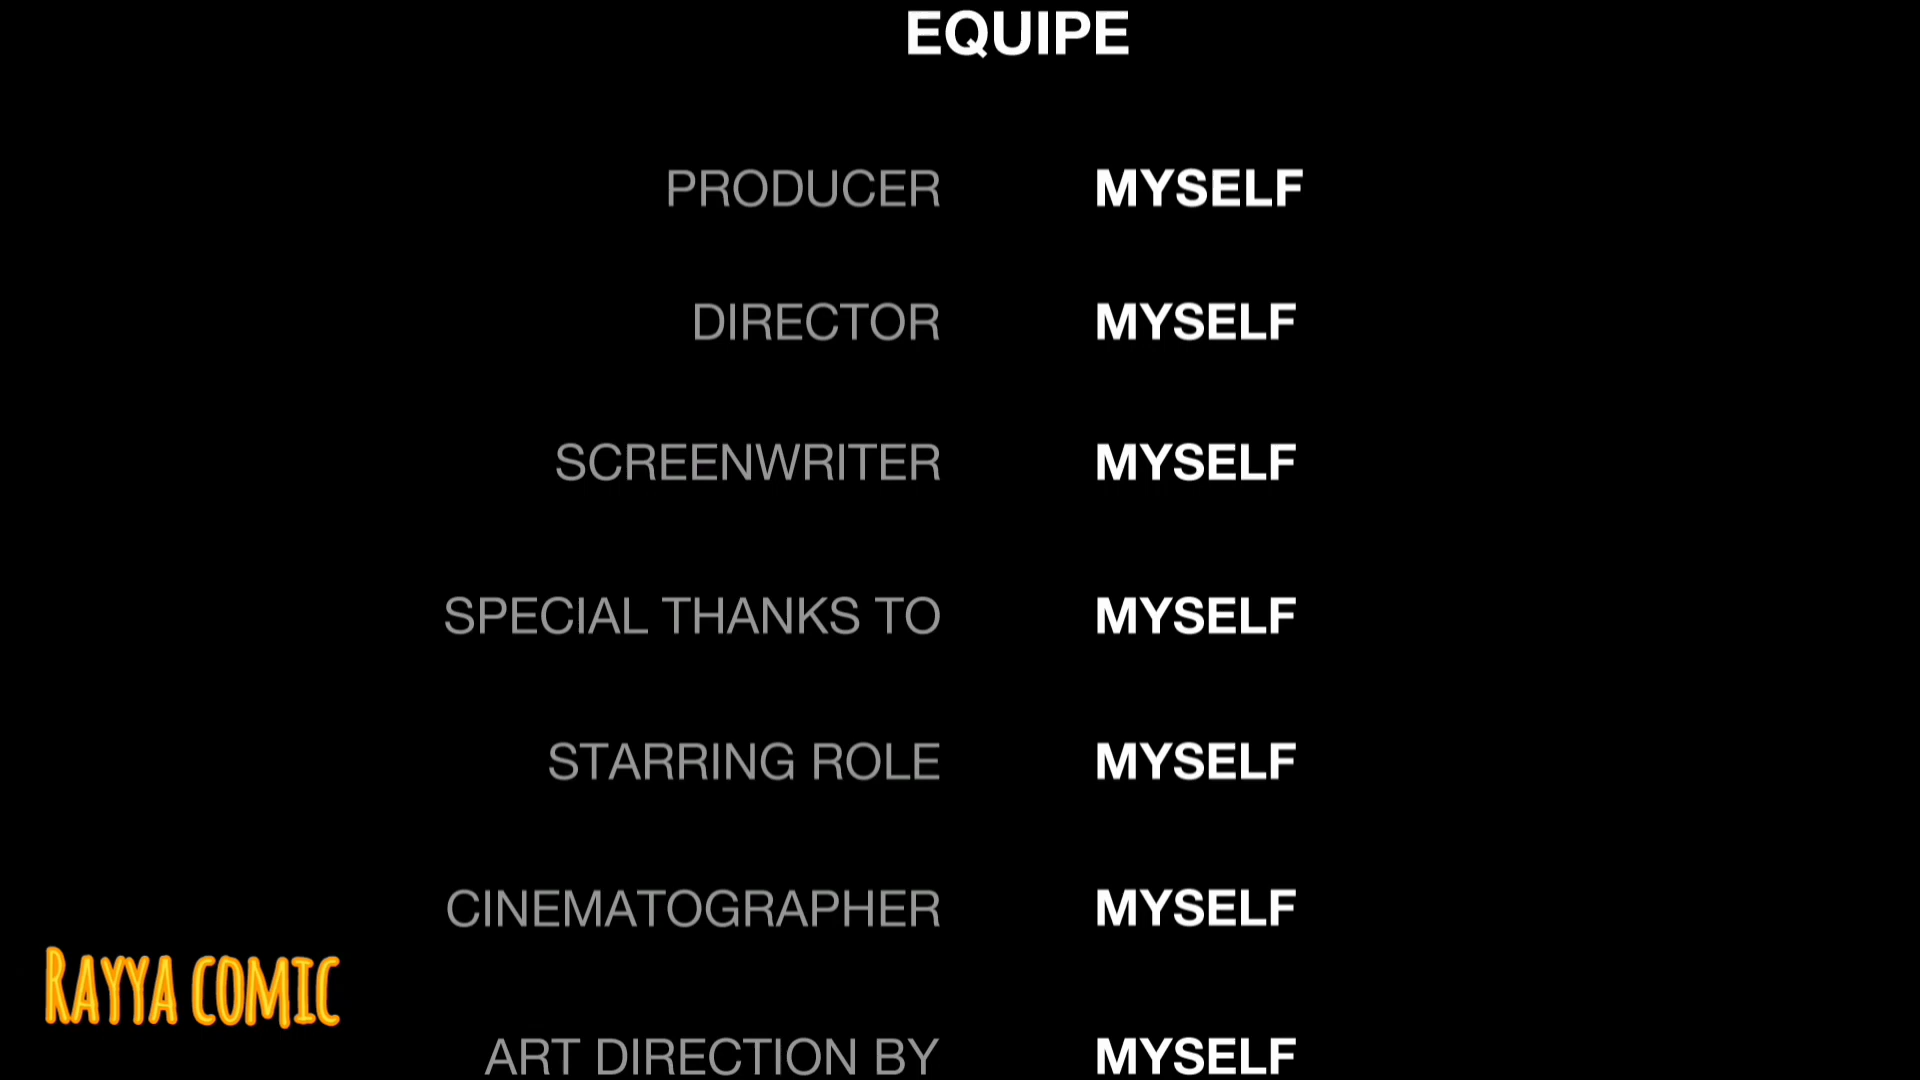 EQUIPE
PRODUCER MYSELF
DIRECTOR MYSELF
SCREENWRITER MYSELF
SPECIAL THANKS TO MYSELF
STARRING ROLE MYSELF
CINEMATOGRAPHER MYSELF
RAYYA COMIC
ART DIRECTION BY MYSELF